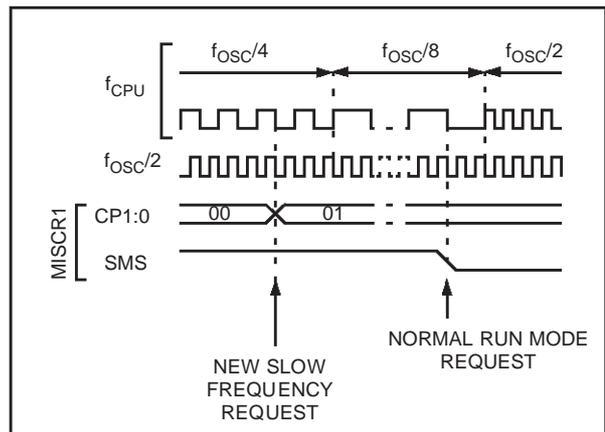 fOSC/4 fOSC/8 fOSC/2
fCPU
fOSC/2
MISCR1
CP1:0 00 01
SMS
NEW SLOW
FREQUENCY
REQUEST
NORMAL RUN MODE
REQUEST